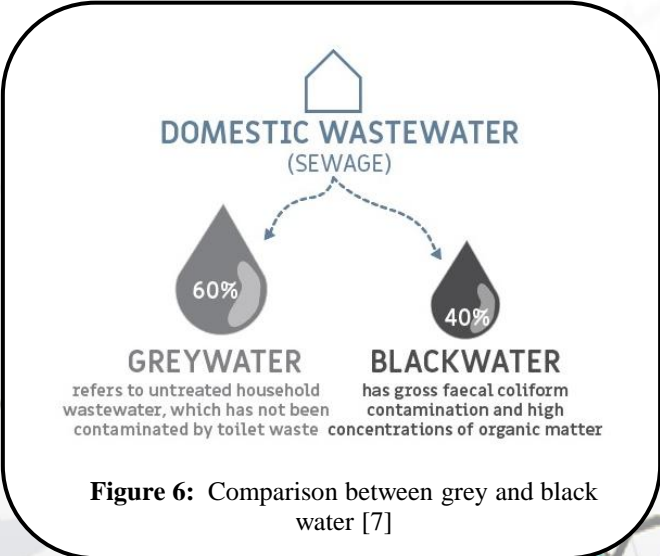 DOMESTIC WASTEWATER
(SEWAGE)
60%
40%
GREYWATER
refers to untreated household
wastewater, which has not been
contaminated by toilet waste
BLACKWATER
has gross faecal coliform
contamination and high
concentrations of organic matter
Figure 6: Comparison between grey and black
water [7]